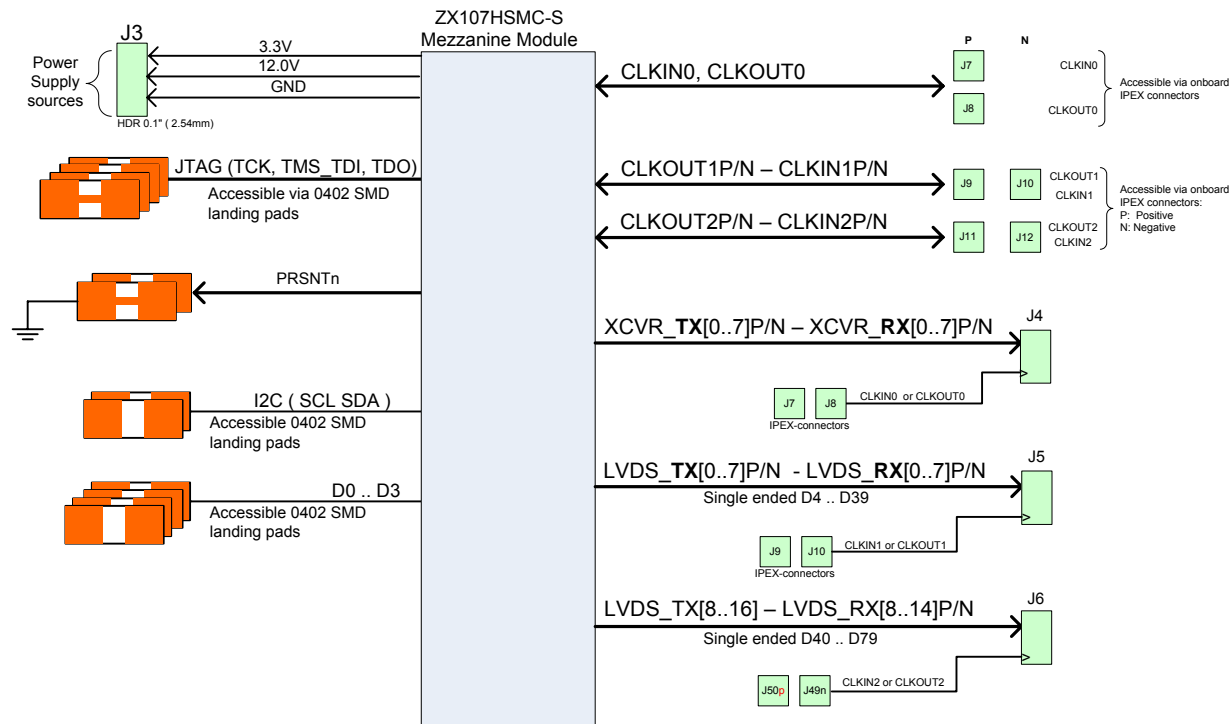 ZX107HSMC-S
Mezzanine Module
J3
Power
Supply
sources
3.3V
12.0V
GND
HDR 0.1" ( 2.54mm)
JTAG (TCK, TMS_TDI, TDO)
Accessible via 0402 SMD
landing pads
PRSNTn
I2C ( SCL SDA )
Accessible 0402 SMD
landing pads
D0 .. D3
Accessible 0402 SMD
landing pads
P N
CLKIN0, CLKOUT0
J7
CLKIN0
J8
CLKOUT0
Accessible via onboard
IPEX connectors
CLKOUT1P/N – CLKIN1P/N
J9
J10
CLKOUT1
CLKIN1
CLKOUT2P/N – CLKIN2P/N
J11
J12
CLKOUT2
CLKIN2
Accessible via onboard
IPEX connectors:
P: Positive
N: Negative
XCVR_TX[0..7]P/N – XCVR_RX[0..7]P/N
J4
J7
J8
CLKIN0 or CLKOUT0
IPEX-connectors
LVDS_TX[0..7]P/N - LVDS_RX[0..7]P/N
J5
Single ended D4 .. D39
J9
J10
CLKIN1 or CLKOUT1
IPEX-connectors
LVDS_TX[8..16] – LVDS_RX[8..14]P/N
J6
Single ended D40 .. D79
J50p
J49n
CLKIN2 or CLKOUT2